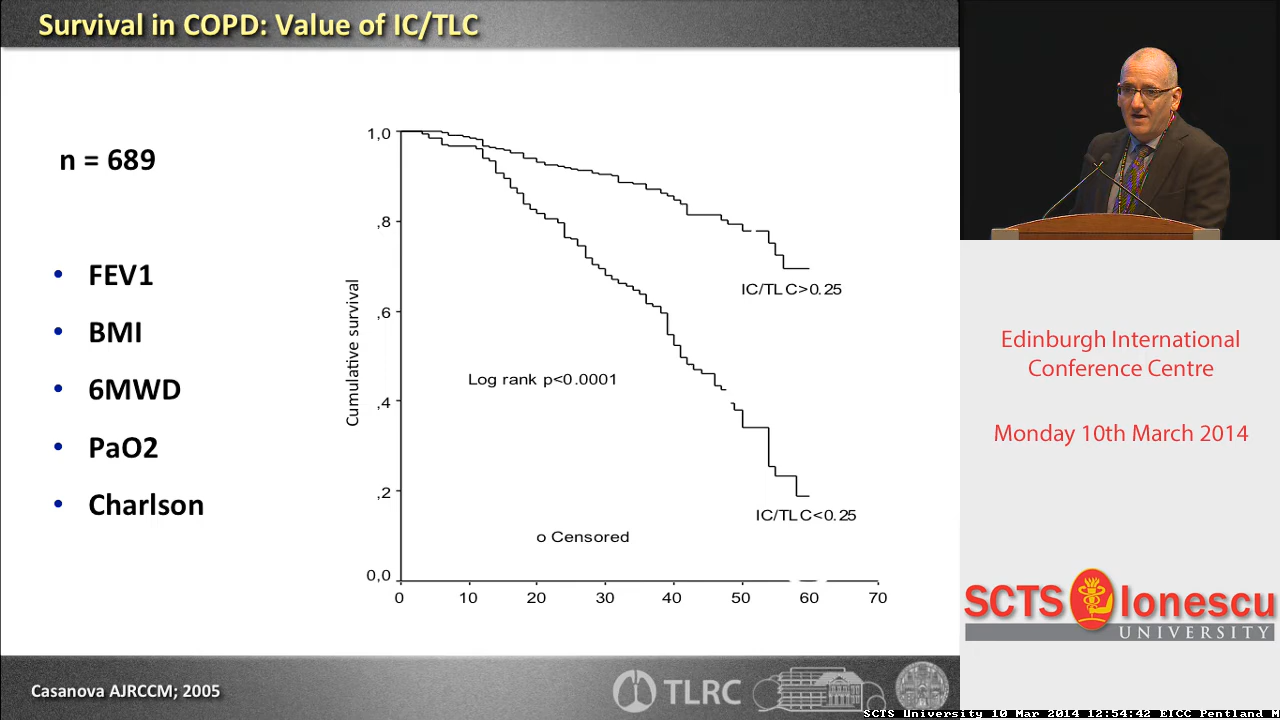 Survival in COPD: Value of IC/TLC
n = 689
• FEV1
• BMI
• 6MWD
• PaO2
• Charlson
Cumulative survival
1,0
,8
,6
,4
,2
0,0
0 10 20 30 40 50 60 70
IC/TLC>0.25
Log rank p<0.0001
IC/TLC<0.25
o Censored
Casanova AJRCCM; 2005
TLRC
Edinburgh International
Conference Centre
Monday 10th March 2014
SCTS Ionescu
UNIVERSITY
SCTS University 10 Mar 2014 12:54:42 EICC Pentland M